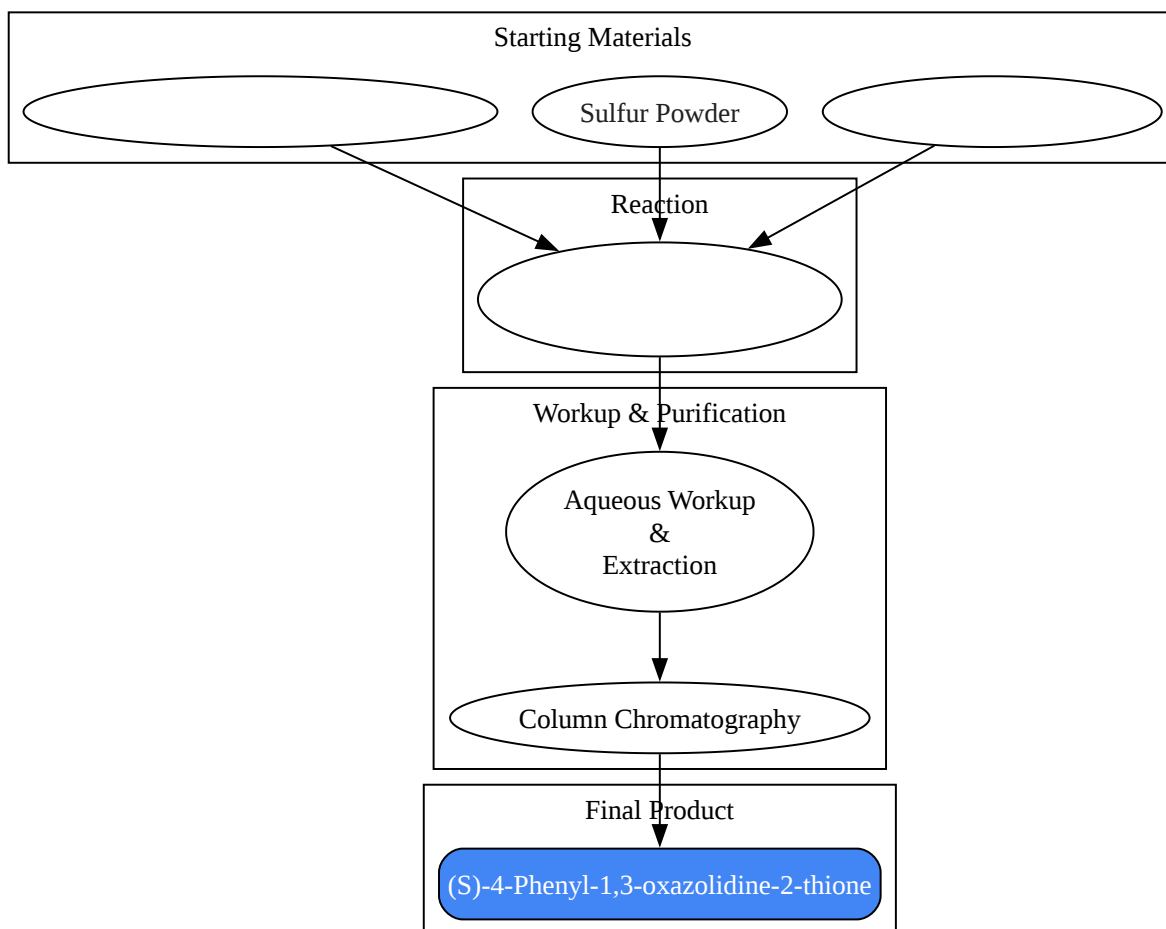 Starting Materials
Sulfur Powder
Reaction
Workup & Purification
Aqueous Workup
&
Extraction
Column Chromatography
Final Product
(S)-4-Phenyl-1,3-oxazolidine-2-thione